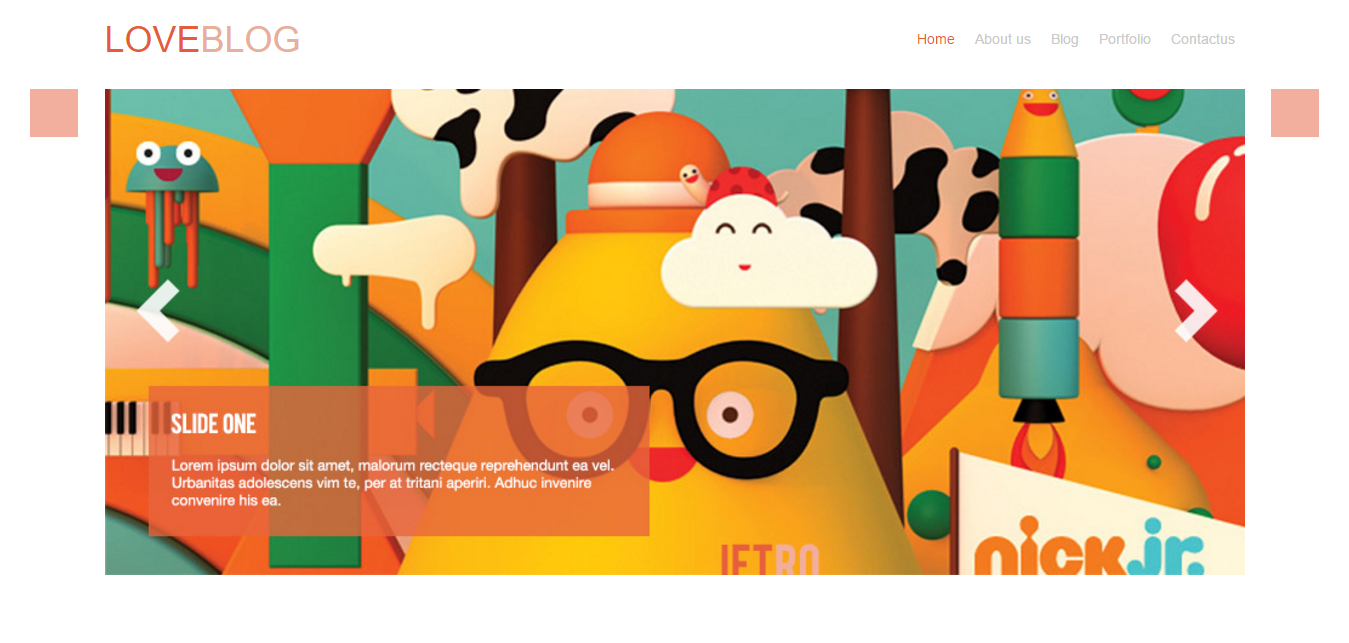 LOVEBLOG
Home About us Blog Portfolio Contactus
SLIDE ONE
Lorem ipsum dolor sit amet, malorum recteque reprehendunt ea vel.
Urbanitas adolescens vim te, per at tritani aperiri. Adhuc invenire
convenire his ea.
JETRO
nick jr.